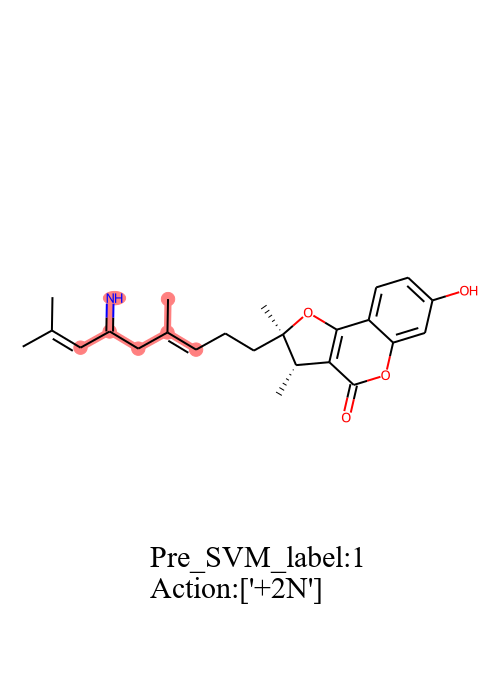 NH
O
OH
O
O
Pre_SVM_label:1
Action:['+2N']